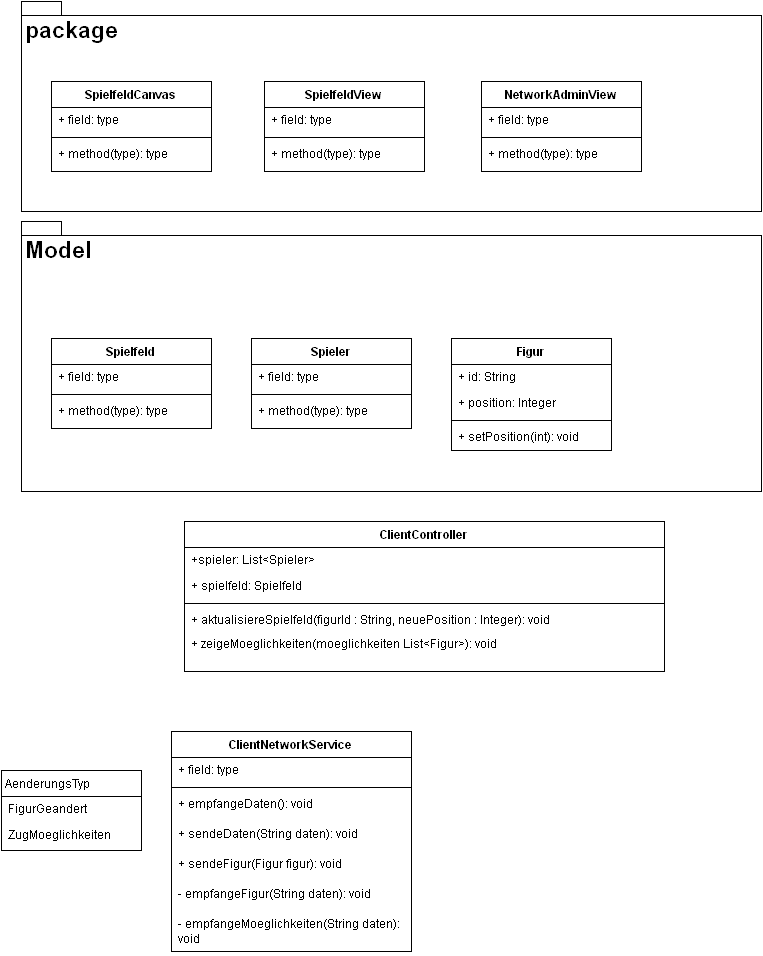 package
SpielfeldCanvas
+ field: type
+ method(type): type
SpielfeldView
+ field: type
+ method(type): type
NetworkAdminView
+ field: type
+ method(type): type
Model
Spielfeld
+ field: type
+ method(type): type
Spieler
+ field: type
+ method(type): type
Figur
+ id: String
+ position: Integer
+ setPosition(int): void
ClientController
+spieler: List<Spieler>
+ spielfeld: Spielfeld
+ aktualisiereSpielfeld(figurId : String, neuePosition : Integer): void
+ zeigeMoeglichkeiten(moeglichkeiten List<Figur>): void
AenderungsTyp
FigurGeandert
ZugMoeglichkeiten
ClientNetworkService
+ field: type
+ empfangeDaten(): void
+ sendeDaten(String daten): void
+ sendeFigur(Figur figur): void
- empfangeFigur(String daten): void
- empfangeMoeglichkeiten(String daten):
void